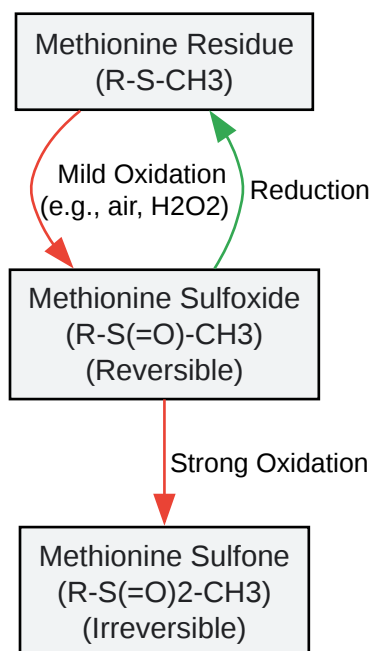 Methionine Residue
(R-S-CH3)
Mild Oxidation
(e.g., air, H2O2)
Reduction
Methionine Sulfoxide
(R-S(=O)-CH3)
(Reversible)
Strong Oxidation
Methionine Sulfone
(R-S(=O)2-CH3)
(Irreversible)